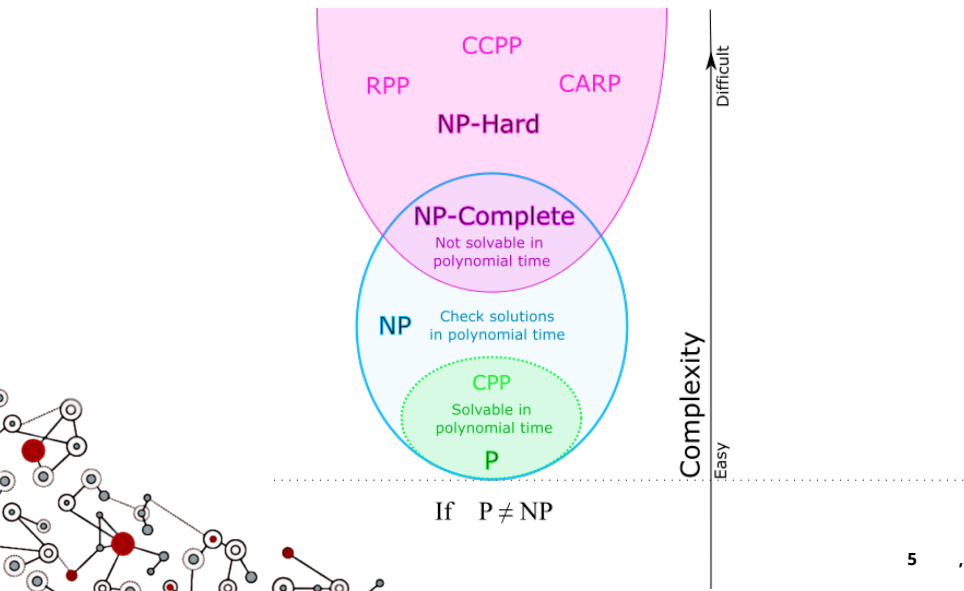 CCPP
RPP
CARP
NP-Hard
NP-Complete
Not solvable in
polynomial time
NP
Check solutions
in polynomial time
CPP
Solvable in
polynomial time
P
If P ≠ NP
Difficult
Complexity
Easy
5 ,